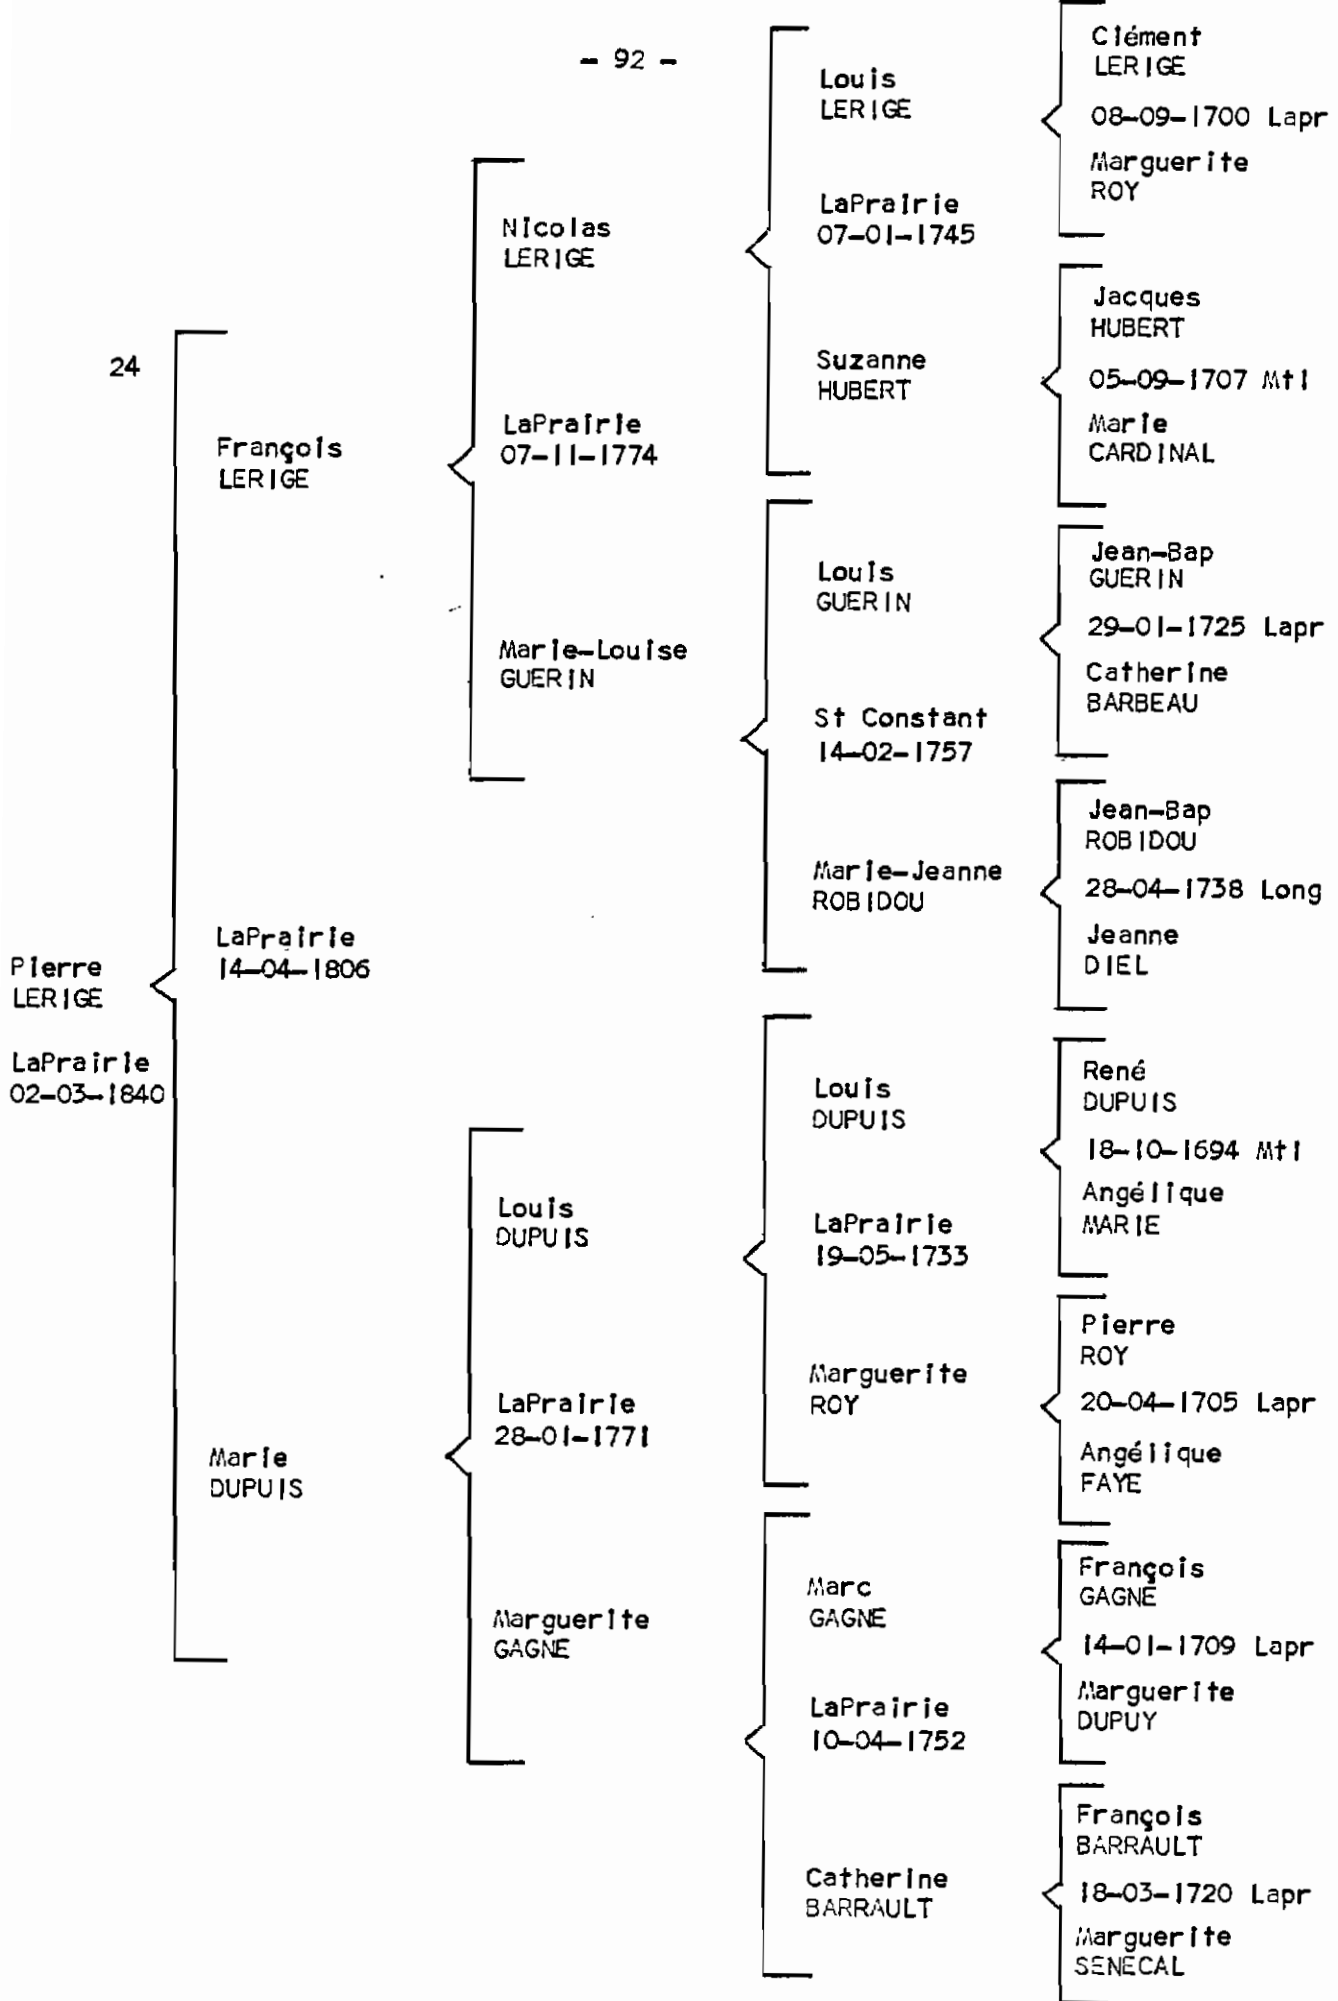 - 92 -
24
Pierre
LERIGE
LaPrairie
02-03-1840
François
LERIGE
LaPrairie
14-04-1806
Marie
DUPUIS
Nicolas
LERIGE
LaPrairie
07-11-1774
Marie-Louise
GUERIN
Louis
DUPUIS
LaPrairie
28-01-1771
Marguerite
GAGNE
Louis
LERIGE
LaPrairie
07-01-1745
Suzanne
HUBERT
Louis
GUERIN
St Constant
14-02-1757
Marie-Jeanne
ROBIDOU
Louis
DUPUIS
LaPrairie
19-05-1733
Marguerite
ROY
Marc
GAGNE
LaPrairie
10-04-1752
Catherine
BARRAULT
Clément
LERIGE
08-09-1700 Lapr
Marguerite
ROY
Jacques
HUBERT
05-09-1707 Mtl
Marie
CARDINAL
Jean-Bap
GUERIN
29-01-1725 Lapr
Catherine
BARBEAU
Jean-Bap
ROBIDOU
28-04-1738 Long
Jeanne
DIEL
René
DUPUIS
18-10-1694 Mtl
Angélique
MARIE
Pierre
ROY
20-04-1705 Lapr
Angélique
FAYE
François
GAGNÉ
14-01-1709 Lapr
Marguerite
DUPUY
François
BARRAULT
18-03-1720 Lapr
Marguerite
SENECAL